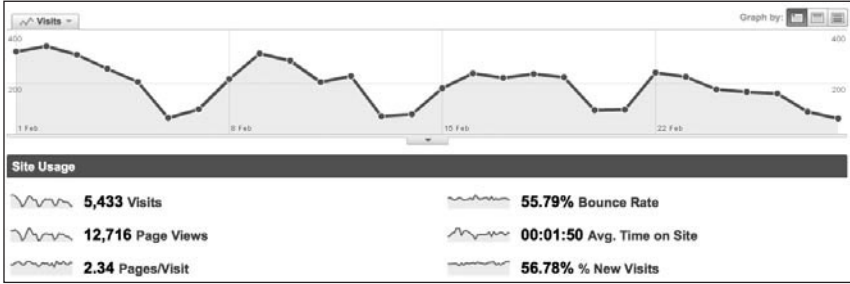 Visits
Graph by:
400 400
200 200
1 Feb 8 Feb 15 Feb 22 Feb
Site Usage
5,433 Visits
55.79% Bounce Rate
12,716 Page Views
00:01:50 Avg. Time on Site
2.34 Pages/Visit
56.78% % New Visits